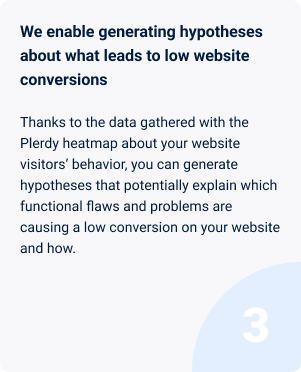 We enable generating hypotheses
about what leads to low website
conversions
Thanks to the data gathered with the
Plerdy heatmap about your website
visitors’ behavior, you can generate
hypotheses that potentially explain which
functional flaws and problems are
causing a low conversion on your website
and how.
3